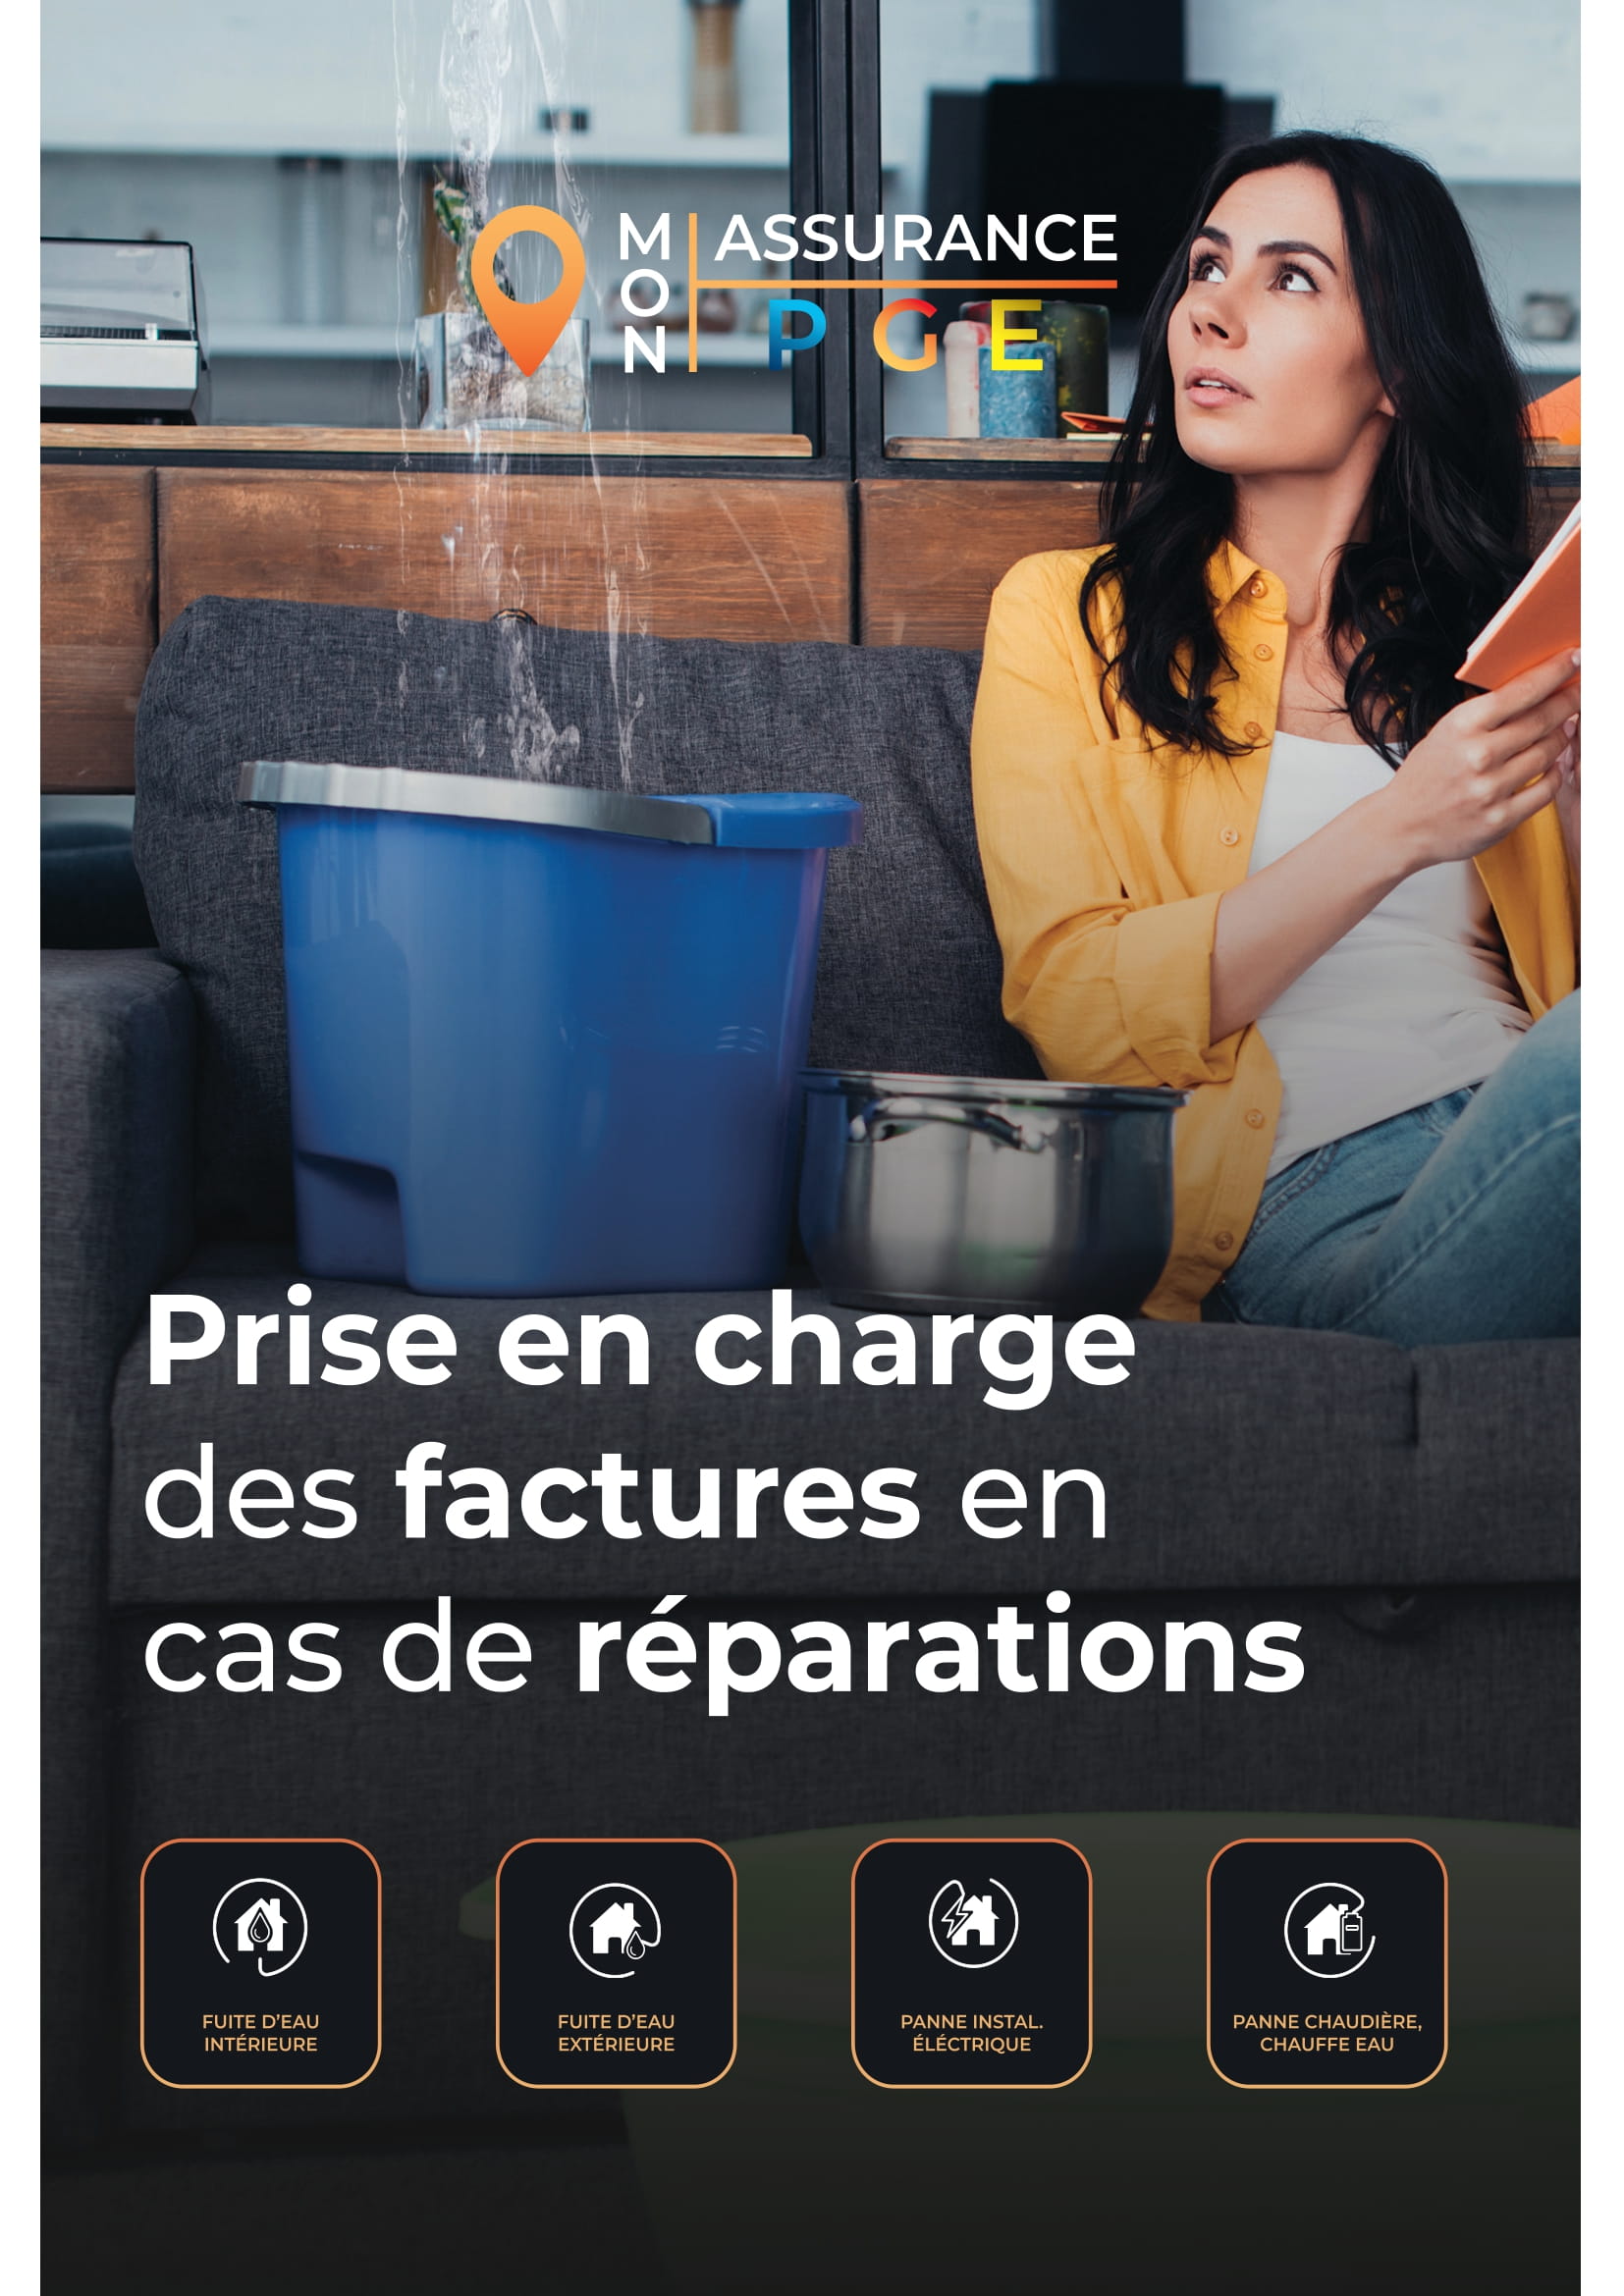 MON
ASSURANCE
PGE
Prise en charge
des factures en
cas de réparations
FUITE D'EAU
INTÉRIEURE
FUITE D'EAU
EXTÉRIEURE
PANNE INSTAL.
ÉLÉCTRIQUE
PANNE CHAUDIÈRE,
CHAUFFE EAU